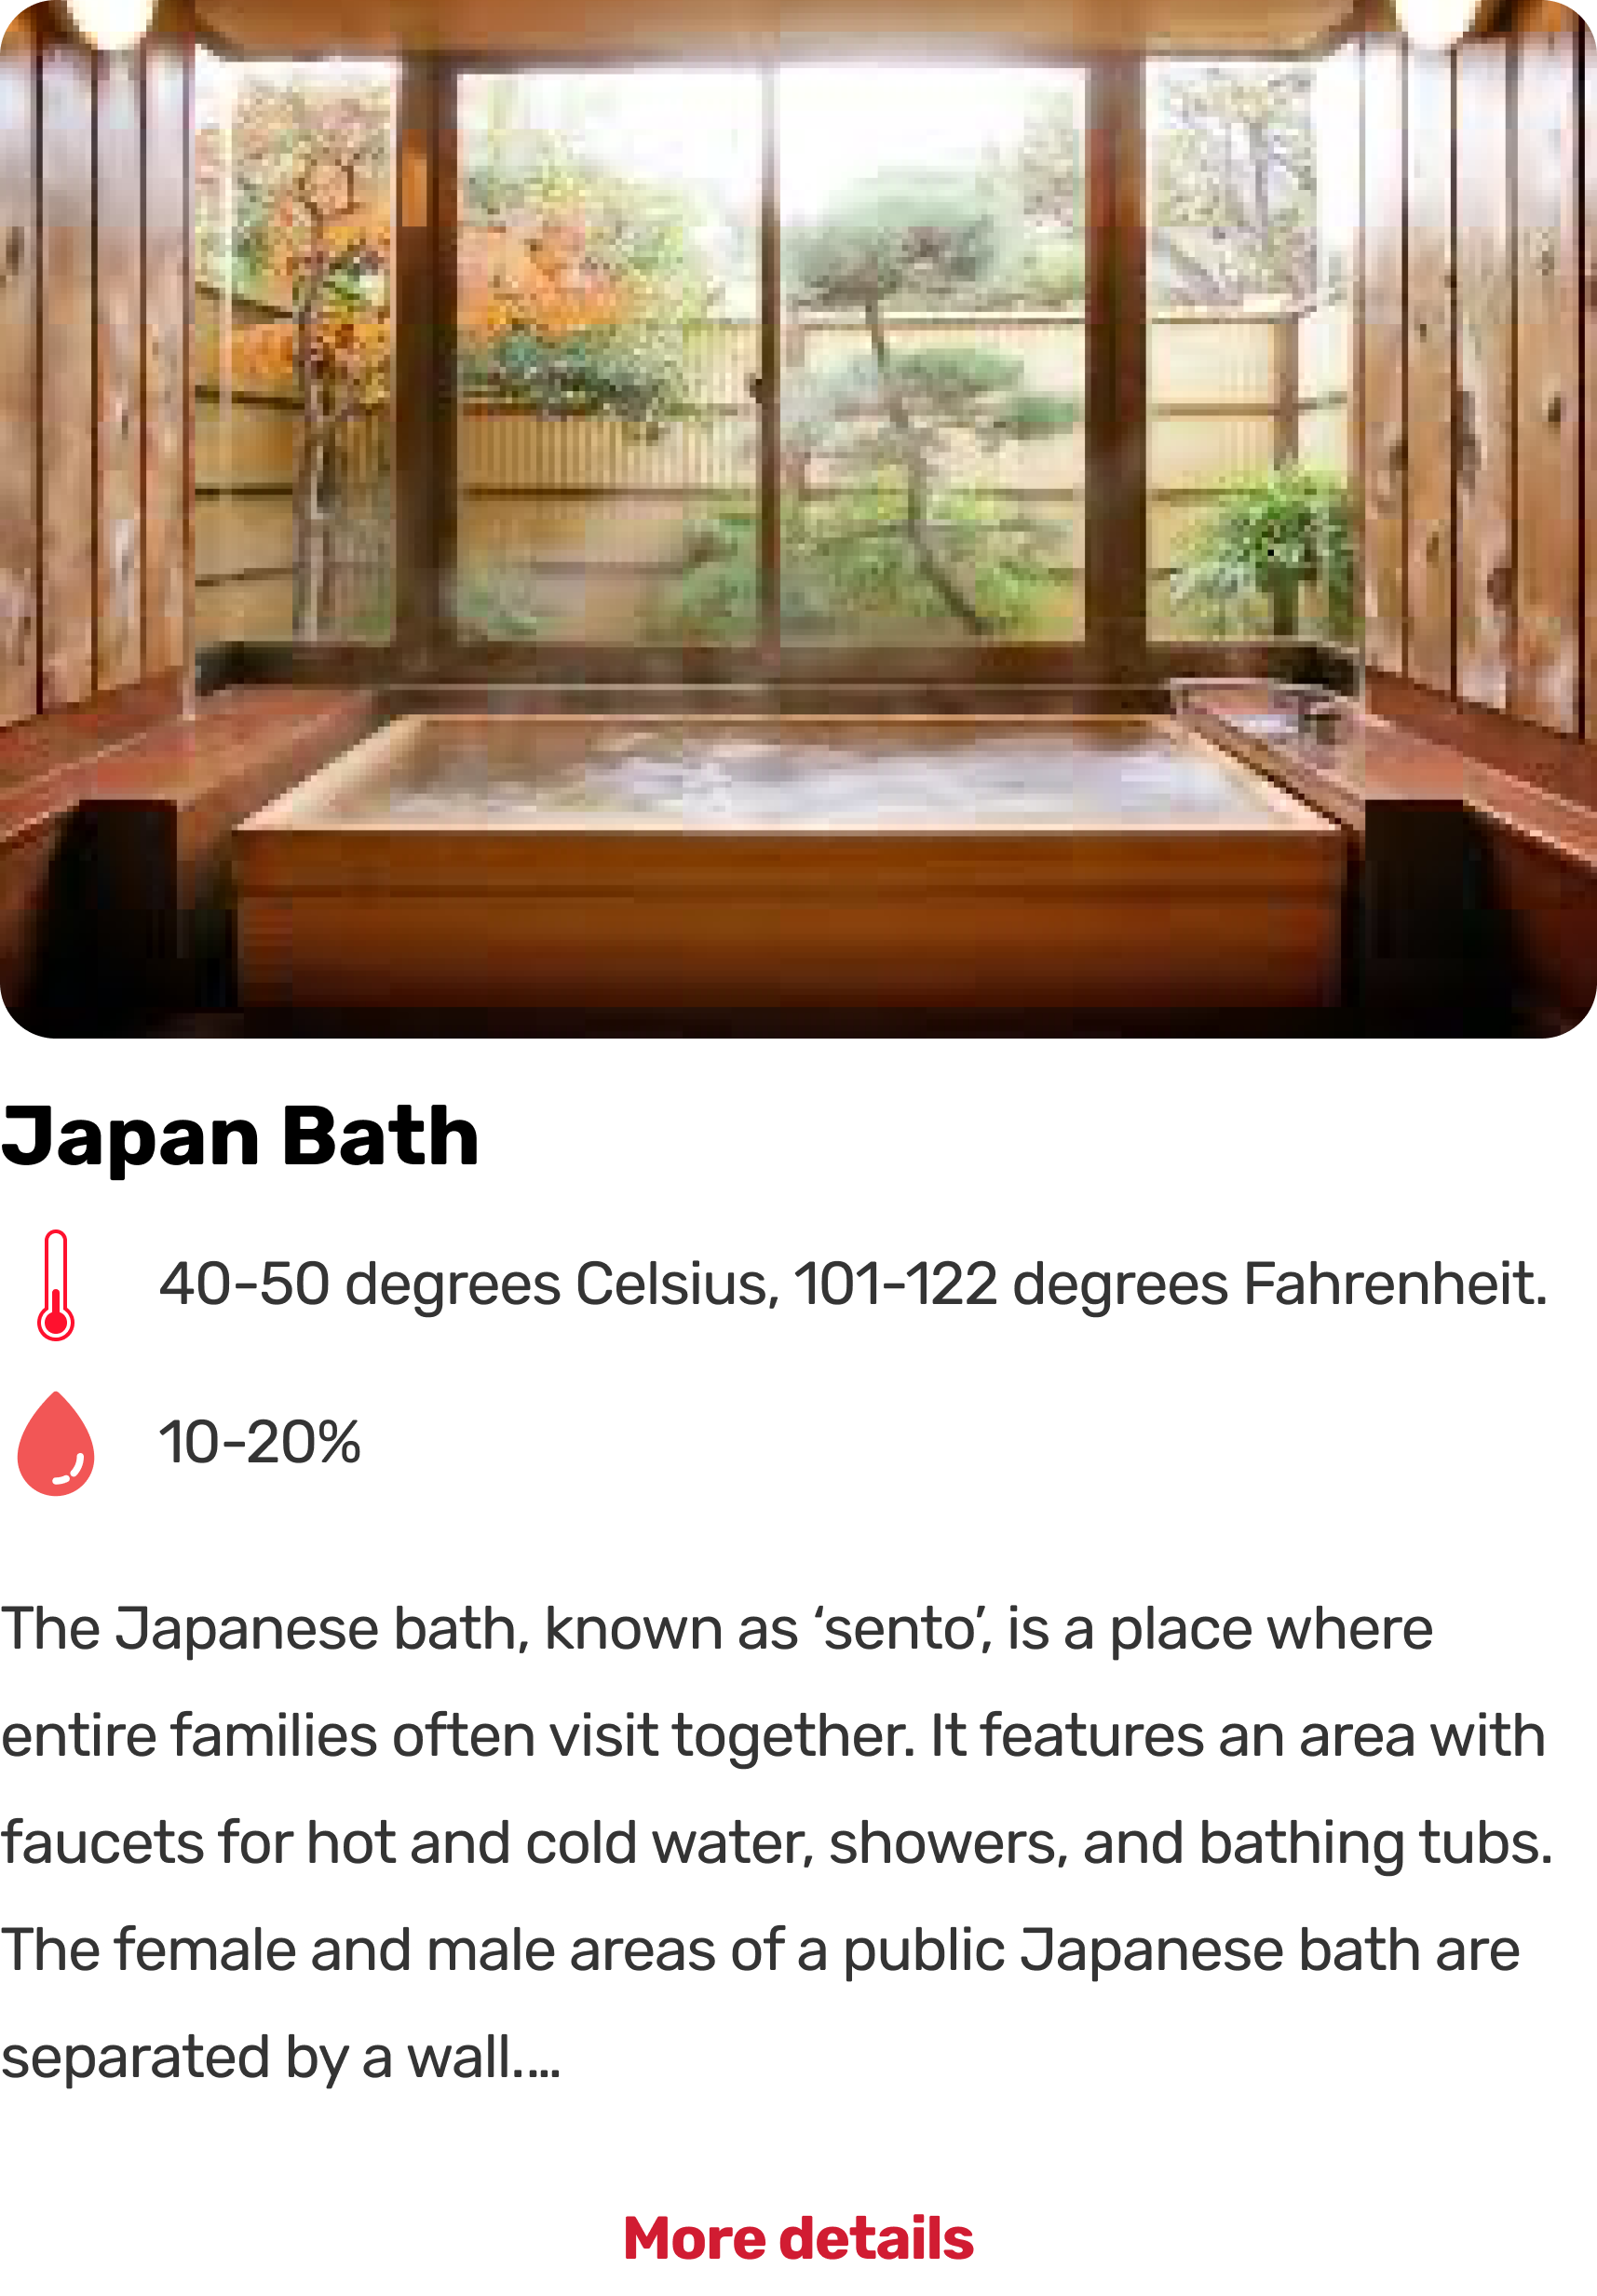 Japan Bath
40-50 degrees Celsius, 101-122 degrees Fahrenheit.
10-20%
The Japanese bath, known as ‘sento’, is a place where
entire families often visit together. It features an area with
faucets for hot and cold water, showers, and bathing tubs.
The female and male areas of a public Japanese bath are
separated by a wall.…
More details